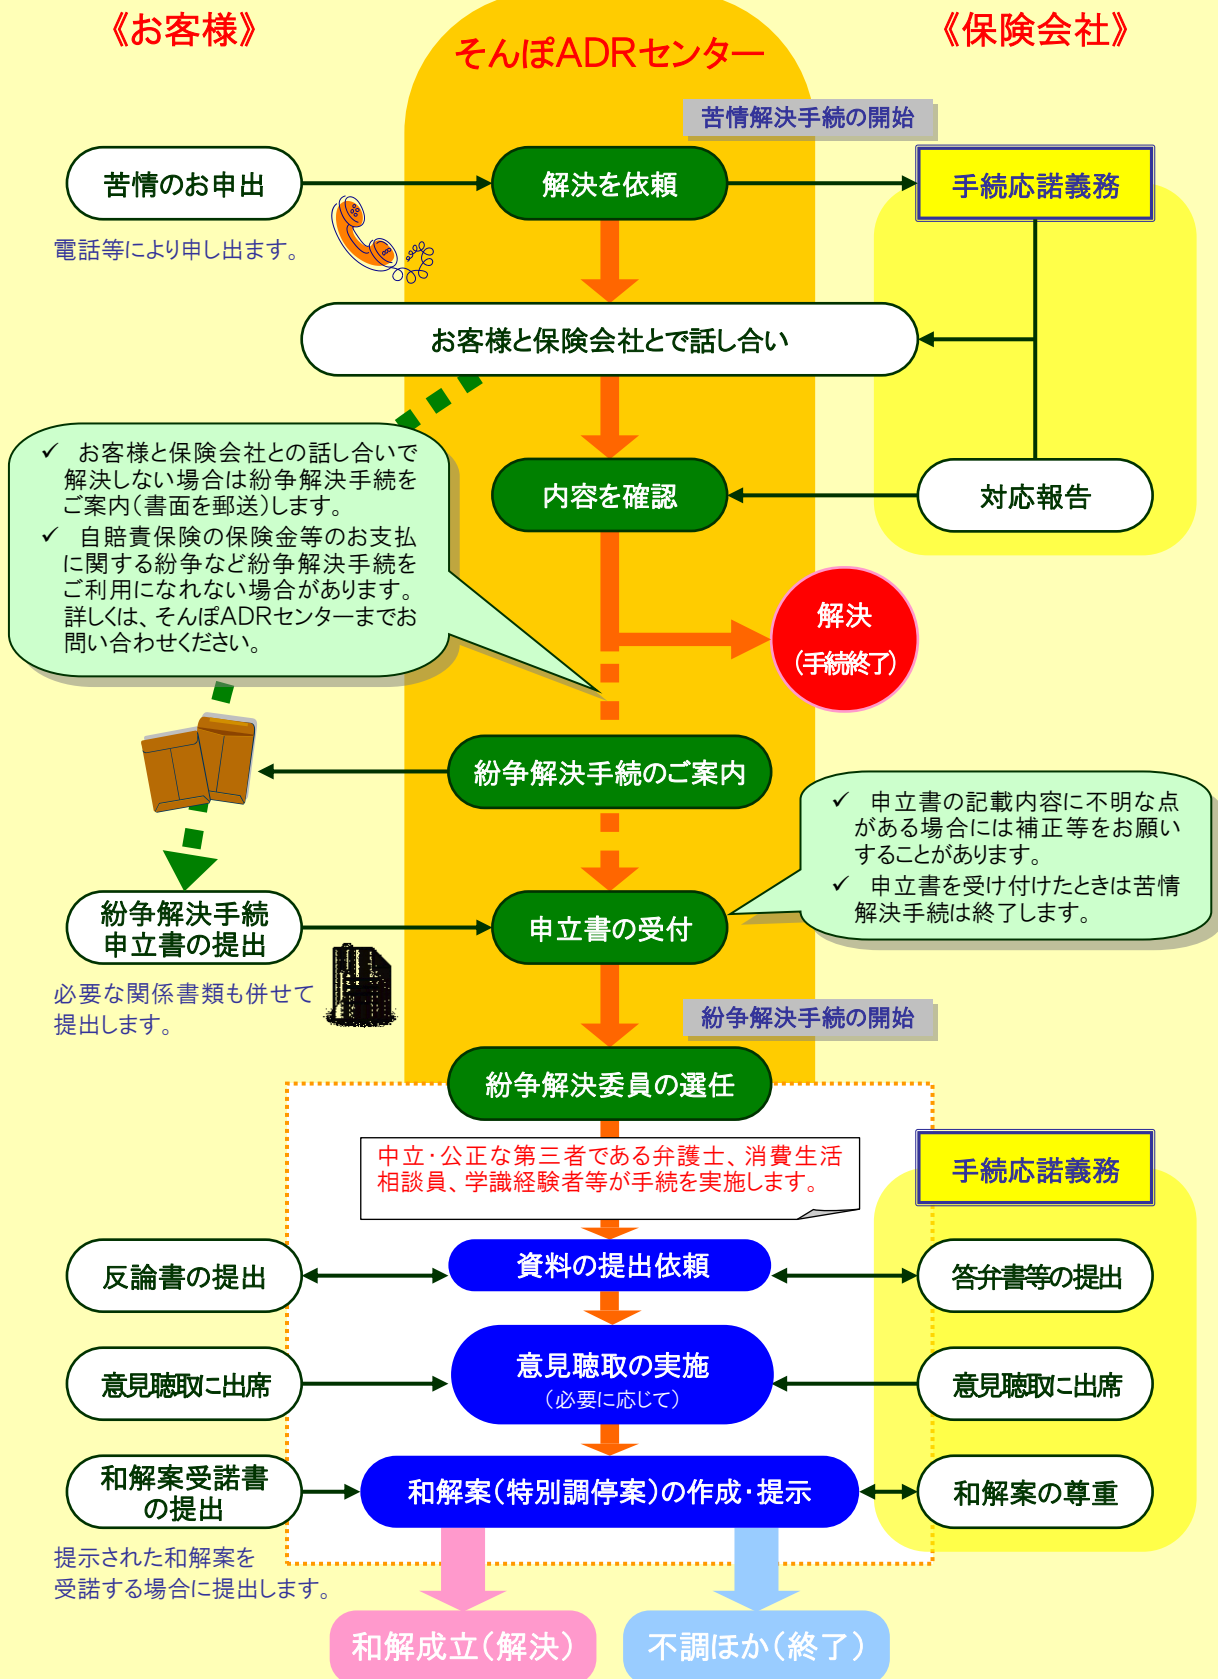 《お客様》
そんぽADRセンター
《保険会社》
苦情解決手続の開始
苦情のお申出
解決を依頼
手続応諾義務
電話等により申し出ます。
お客様と保険会社とで話し合い
✓ お客様と保険会社との話し合いで
解決しない場合は紛争解決手続を
ご案内(書面を郵送)します。
✓ 自賠責保険の保険金等のお支払
に関する紛争など紛争解決手続を
ご利用になれない場合があります。
詳しくは、そんぽADRセンターまでお
問い合わせください。
内容を確認
対応報告
解決
(手続終了)
紛争解決手続のご案内
✓ 申立書の記載内容に不明な点
がある場合には補正等をお願い
することがあります。
✓ 申立書を受け付けたときは苦情
解決手続は終了します。
紛争解決手続
申立書の提出
申立書の受付
必要な関係書類も併せて
提出します。
紛争解決手続の開始
紛争解決委員の選任
中立・公正な第三者である弁護士、消費生活
相談員、学識経験者等が手続を実施します。
手続応諾義務
反論書の提出
資料の提出依頼
答弁書等の提出
意見聴取に出席
意見聴取の実施
(必要に応じて)
意見聴取に出席
和解案受諾書
の提出
和解案(特別調停案)の作成・提示
和解案の尊重
提示された和解案を
受諾する場合に提出します。
和解成立(解決)
不調ほか(終了)